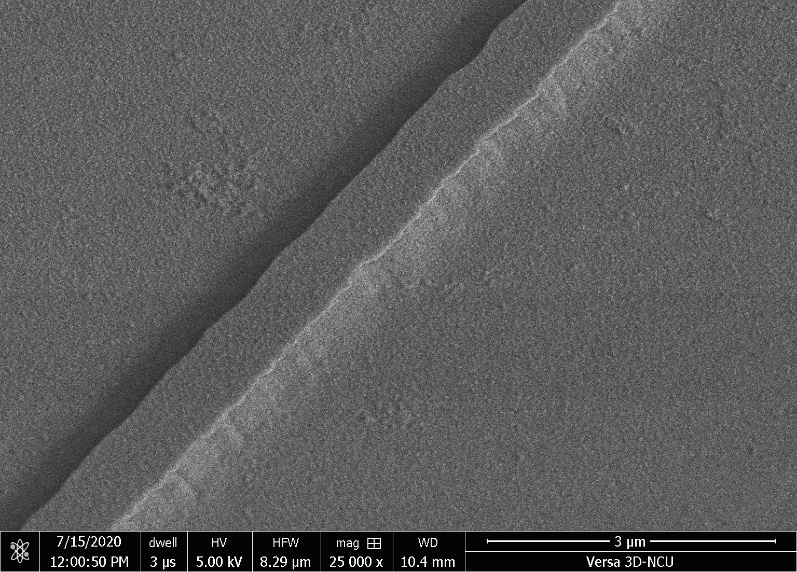 7/15/2020 dwell HV HFW mag WD 3 µm
12:00:50 PM 3 µs 5.00 kV 8.29 µm 25 000 x 10.4 mm Versa 3D-NCU